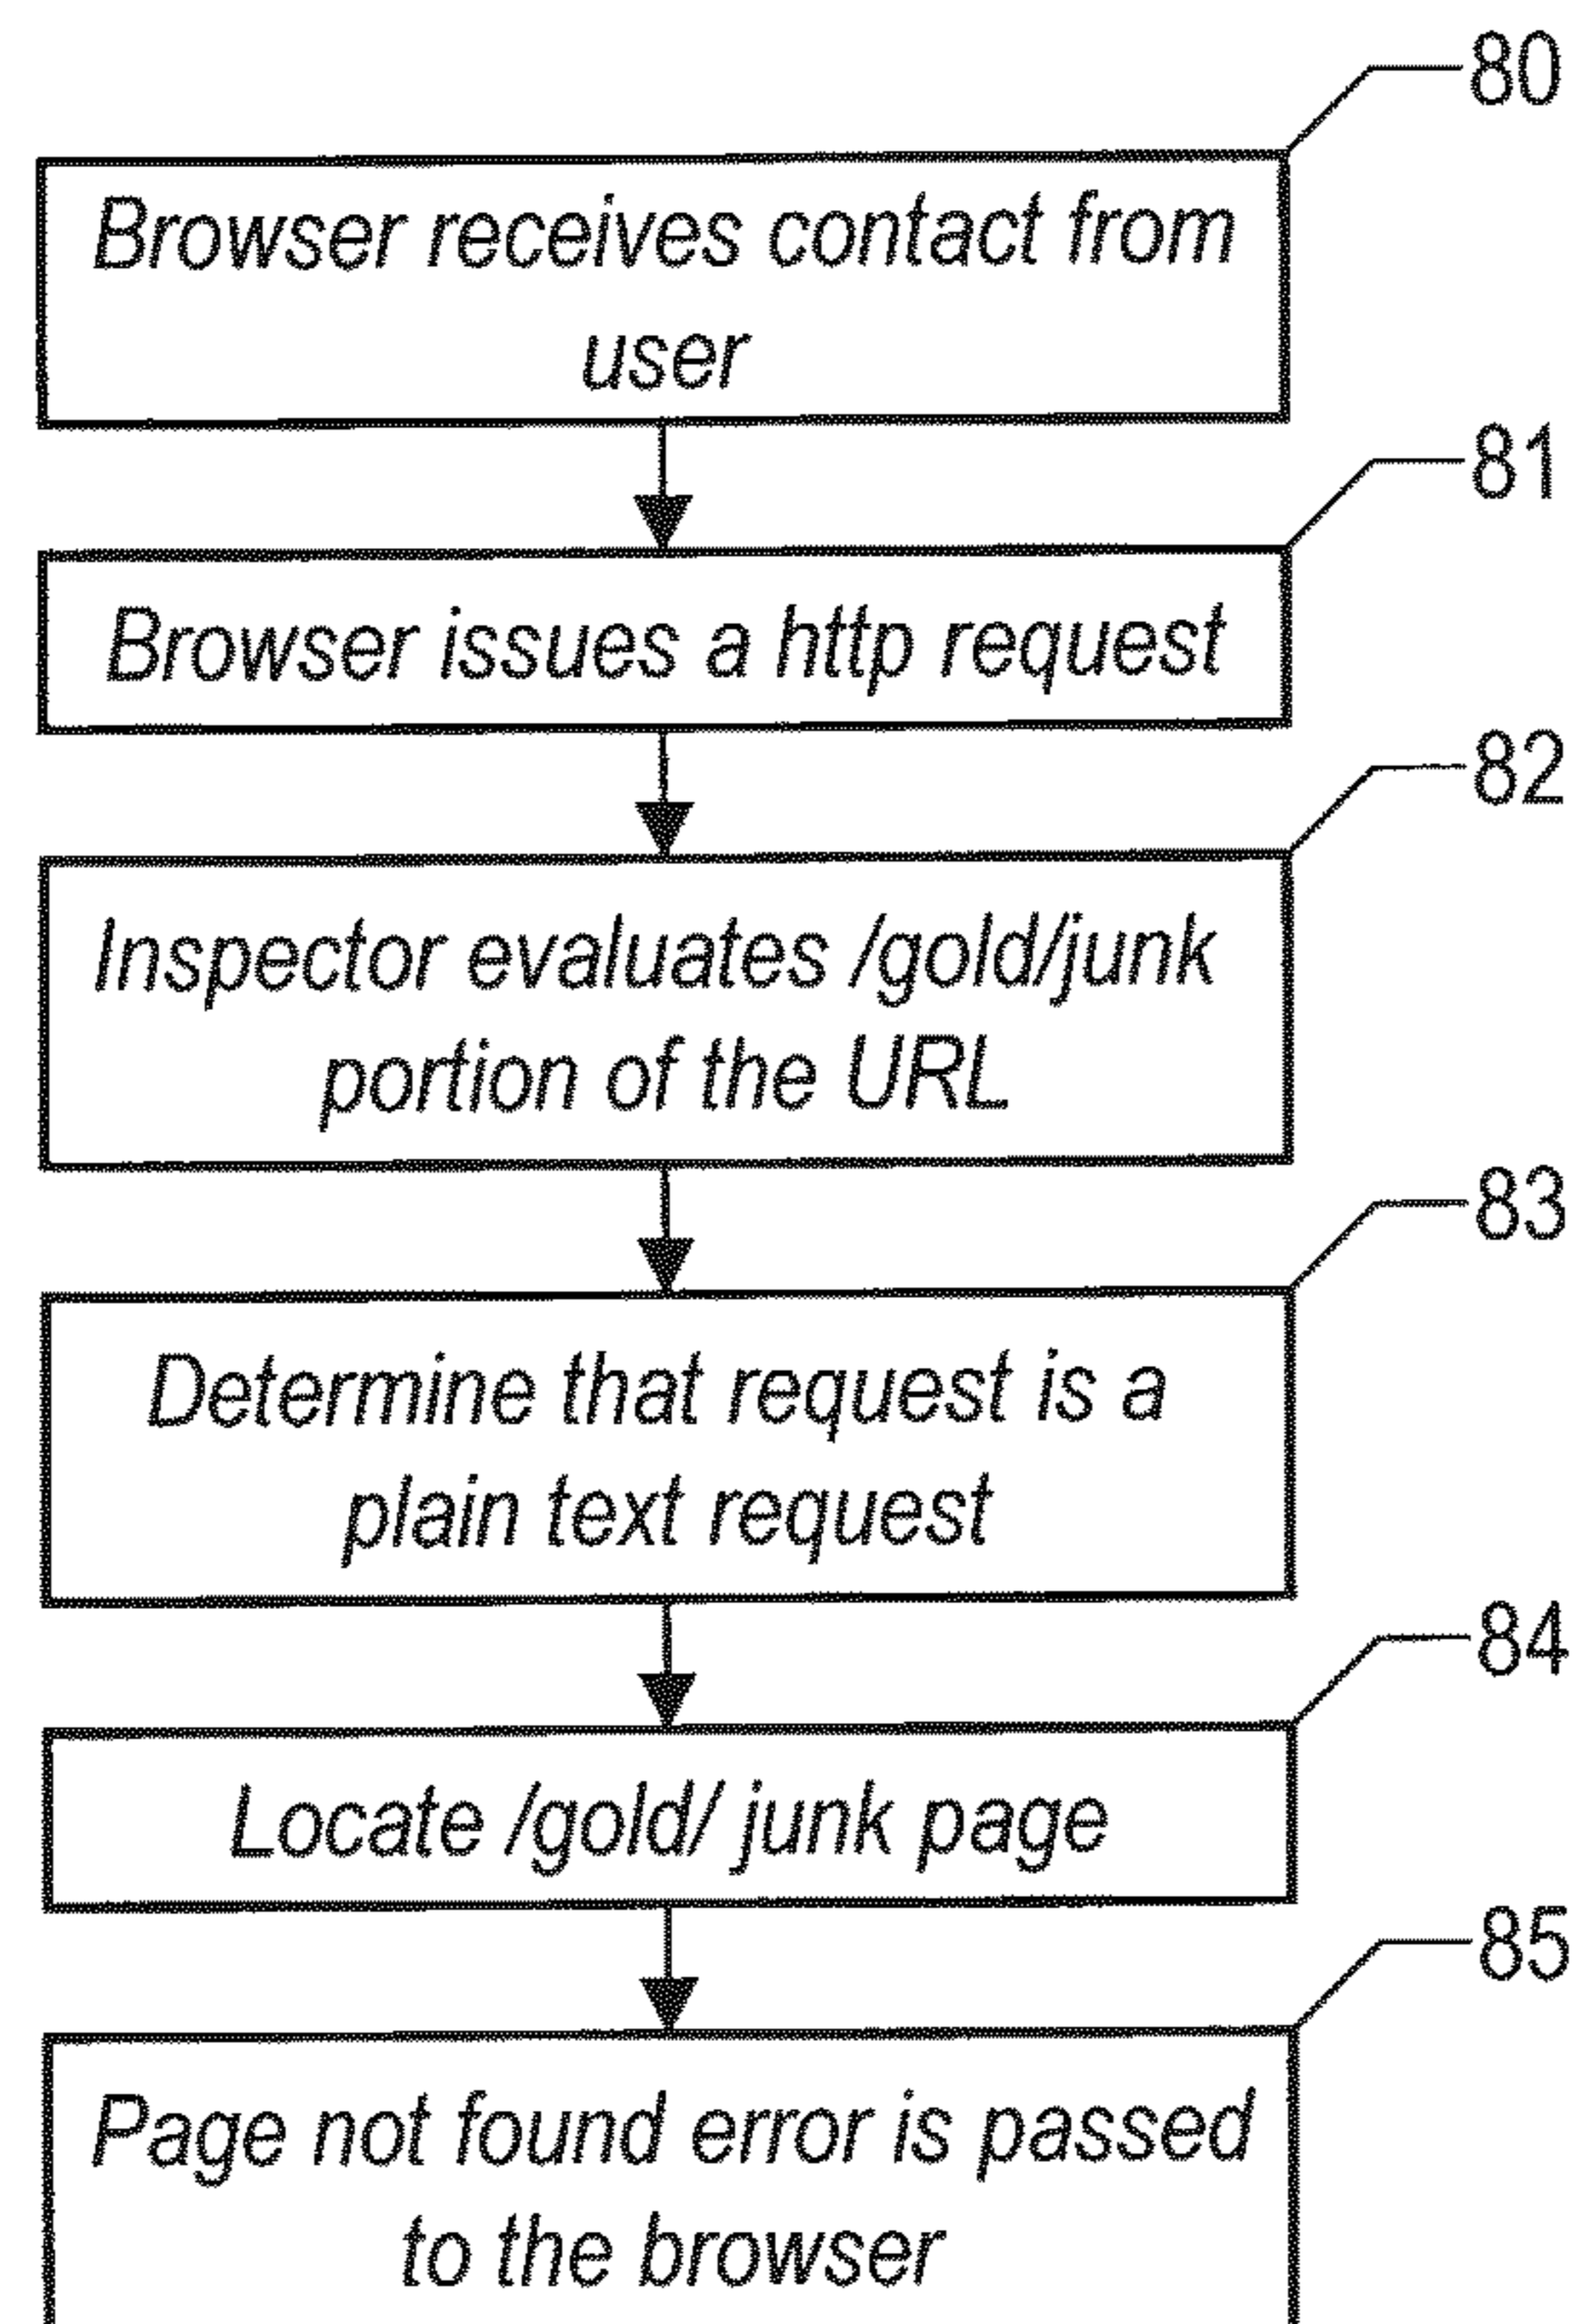 80
Browser receives contact from
user
81
Browser issues a http request
82
Inspector evaluates /gold/junk
portion of the URL
83
Determine that request is a
plain text request
84
Locate /gold/ junk page
85
Page not found error is passed
to the browser